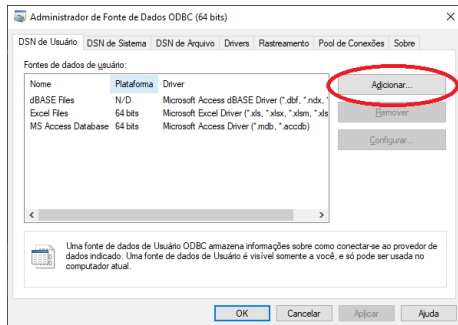 Administrador de Fonte de Dados ODBC (64 bits)
DSN de Usuário DSN de Sistema DSN de Arquivo Drivers Rastreamento Pool de Conexões Sobre
Fontes de dados de usuário:
Nome Plataforma Driver
dBASE Files N/D Microsoft Access dBASE Driver (*.dbf, *.ndx, *
Excel Files 64 bits Microsoft Excel Driver (*.xls, *.xlsx, *.xlsm, *.xls
MS Access Database 64 bits Microsoft Access Driver (*.mdb, *.accdb)
Adicionar...
Remover
Configurar...
Uma fonte de dados de Usuário ODBC armazena informações sobre como conectar-se ao provedor de
dados indicado. Uma fonte de dados de Usuário é visível somente a você, e só pode ser usada no
computador atual.
OK Cancelar Aplicar Ajuda